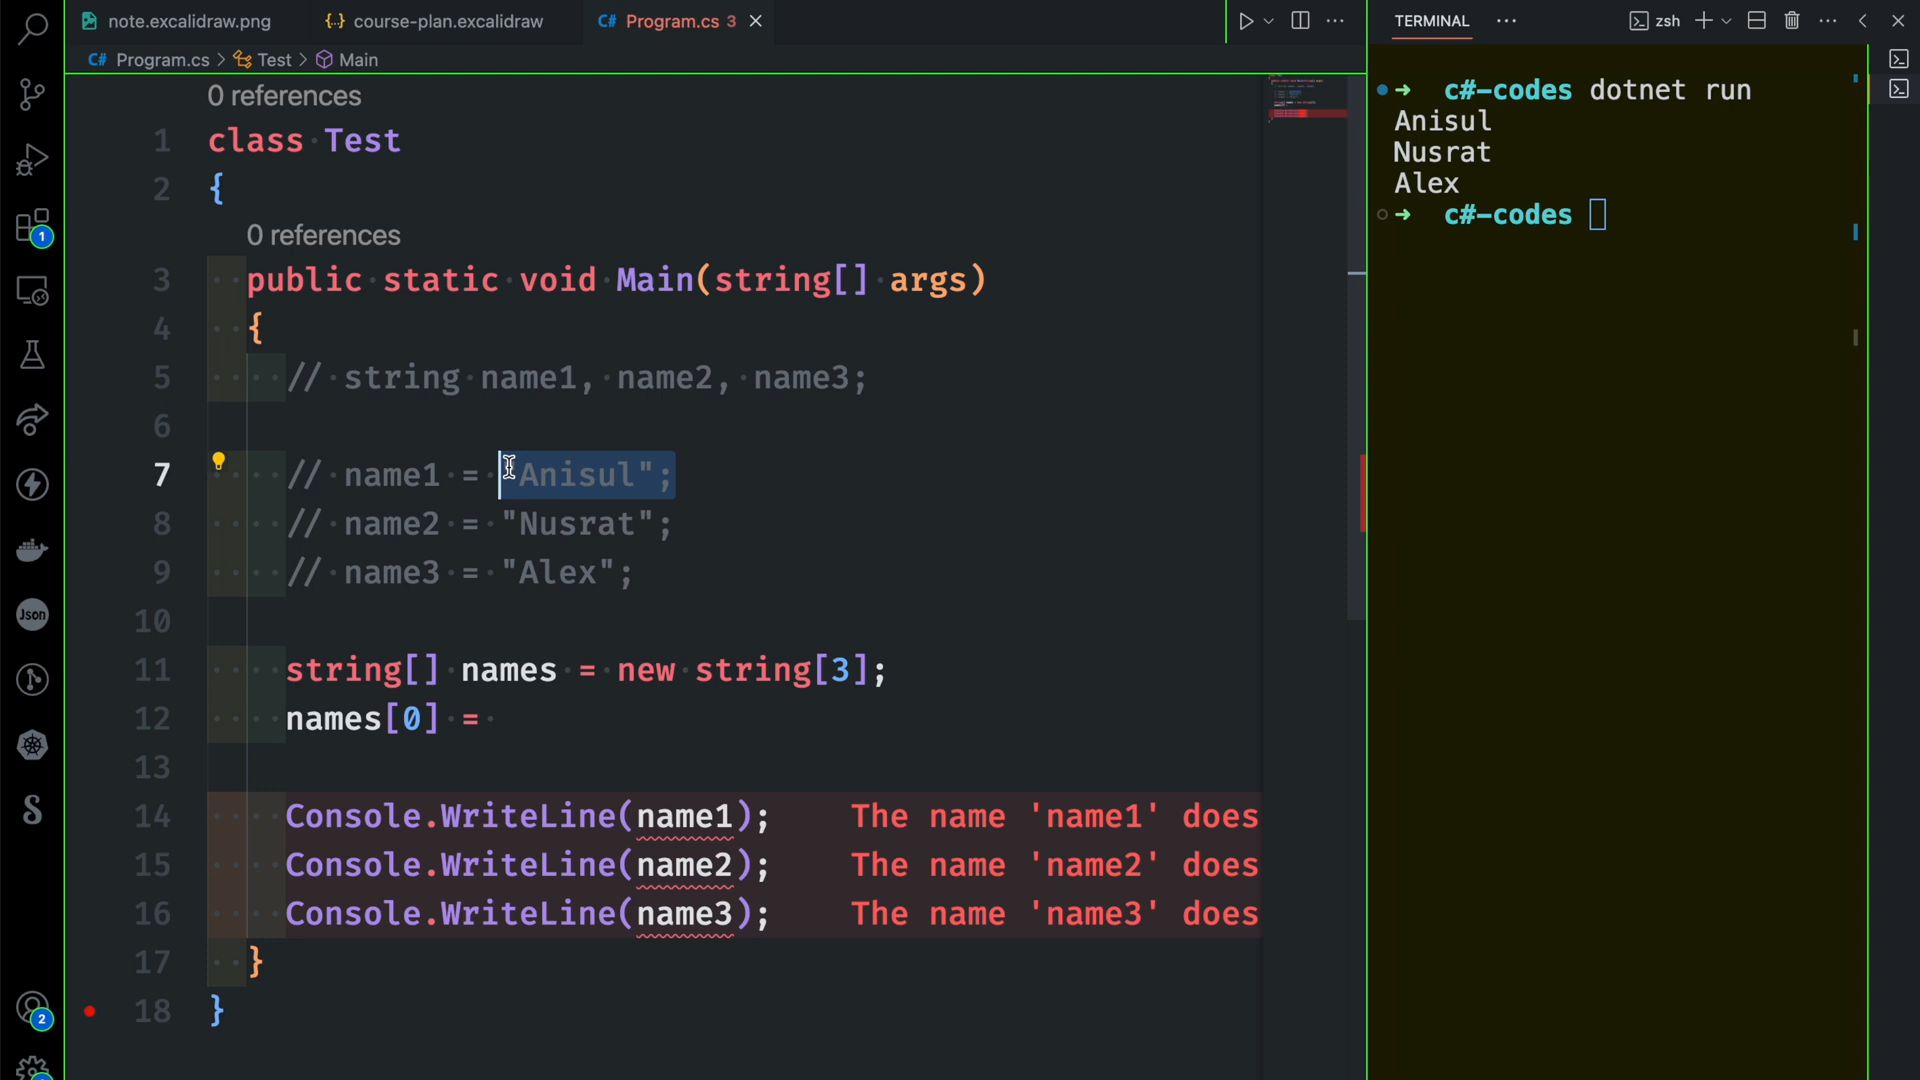 note.excalidraw.png
{..} course-plan.excalidraw
C# Program.cs 3
C# Program.cs > Test > Main
0 references
1 class Test
2 {
0 references
3 public static void Main(string[] args)
4 {
5 // string name1, name2, name3;
6
7 // name1 = "Anisul";
8 // name2 = "Nusrat";
9 // name3 = "Alex";
10
11 string[] names = new string[3];
12 names[0] =
13
14 Console.WriteLine(name1); The name 'name1' does
15 Console.WriteLine(name2); The name 'name2' does
16 Console.WriteLine(name3); The name 'name3' does
17 }
18 }
1
Json
2
TERMINAL
zsh
c#-codes dotnet run
Anisul
Nusrat
Alex
c#-codes